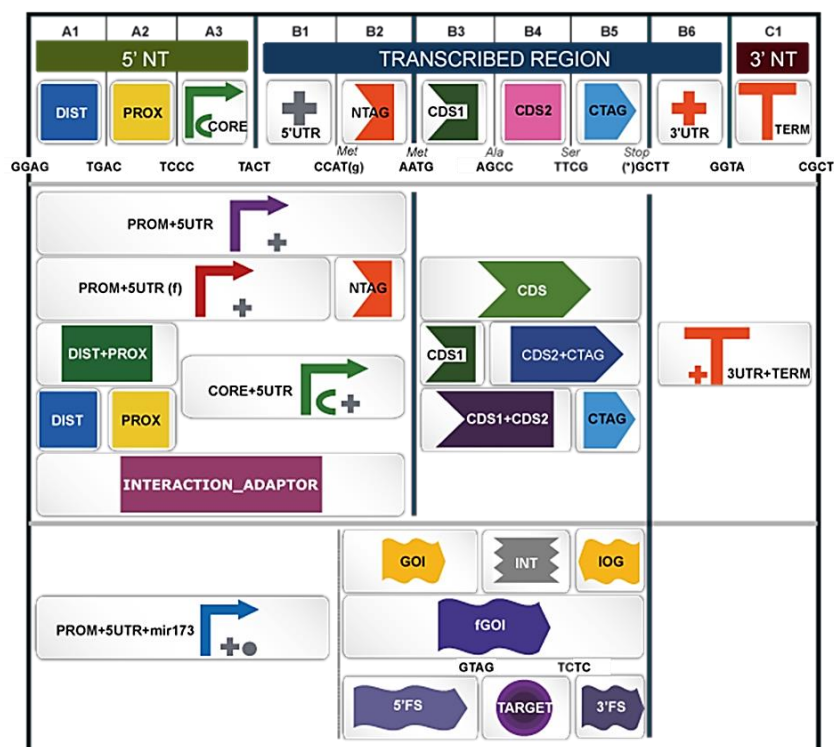 A1 A2 A3 B1 B2 B3 B4 B5 B6 C1
5' NT TRANSCRIBED REGION 3' NT
DIST PROX CORE 5'UTR NTAG CDS1 CDS2 CTAG 3'UTR TERM
Met Met Ala Ser Stop
GGAG TGAC TCCC TACT CCAT(g) AATG AGCC TTCG (*)GCTT GGTA CGCT
PROM+5UTR
PROM+5UTR (f) NTAG CDS
DIST+PROX CDS1 CDS2+CTAG
CORE+5UTR 3UTR+TERM
DIST PROX CDS1+CDS2 CTAG
INTERACTION_ADAPTOR
GOI INT IOG
PROM+5UTR+mir173 fGOI
GTAG TCTC
5'FS TARGET 3'FS